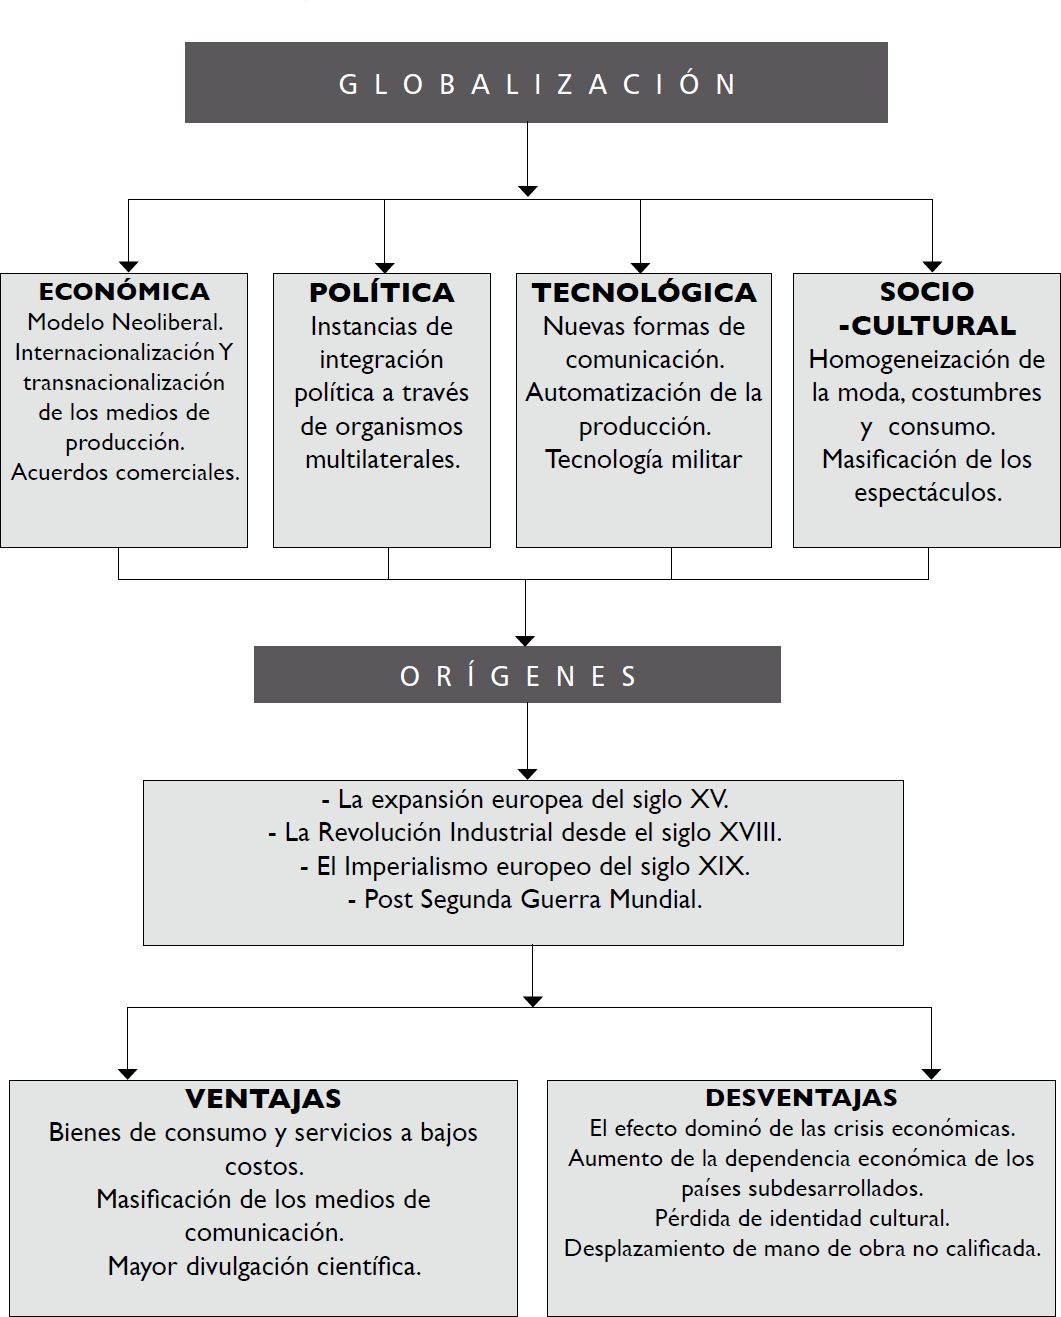 GLOBALIZACIÓN
ECONÓMICA
Modelo Neoliberal.
Internacionalización Y
transnacionalización
de los medios de
producción.
Acuerdos comerciales.
POLÍTICA
Instancias de
integración
política a través
de organismos
multilaterales.
TECNOLÓGICA
Nuevas formas de
comunicación.
Automatización de la
producción.
Tecnología militar
SOCIO
-CULTURAL
Homogeneización de
la moda, costumbres
y consumo.
Masificación de los
espectáculos.
ORÍGENES
- La expansión europea del siglo XV.
- La Revolución Industrial desde el siglo XVIII.
- El Imperialismo europeo del siglo XIX.
- Post Segunda Guerra Mundial.
VENTAJAS
Bienes de consumo y servicios a bajos
costos.
Masificación de los medios de
comunicación.
Mayor divulgación científica.
DESVENTAJAS
El efecto dominó de las crisis económicas.
Aumento de la dependencia económica de los
países subdesarrollados.
Pérdida de identidad cultural.
Desplazamiento de mano de obra no calificada.